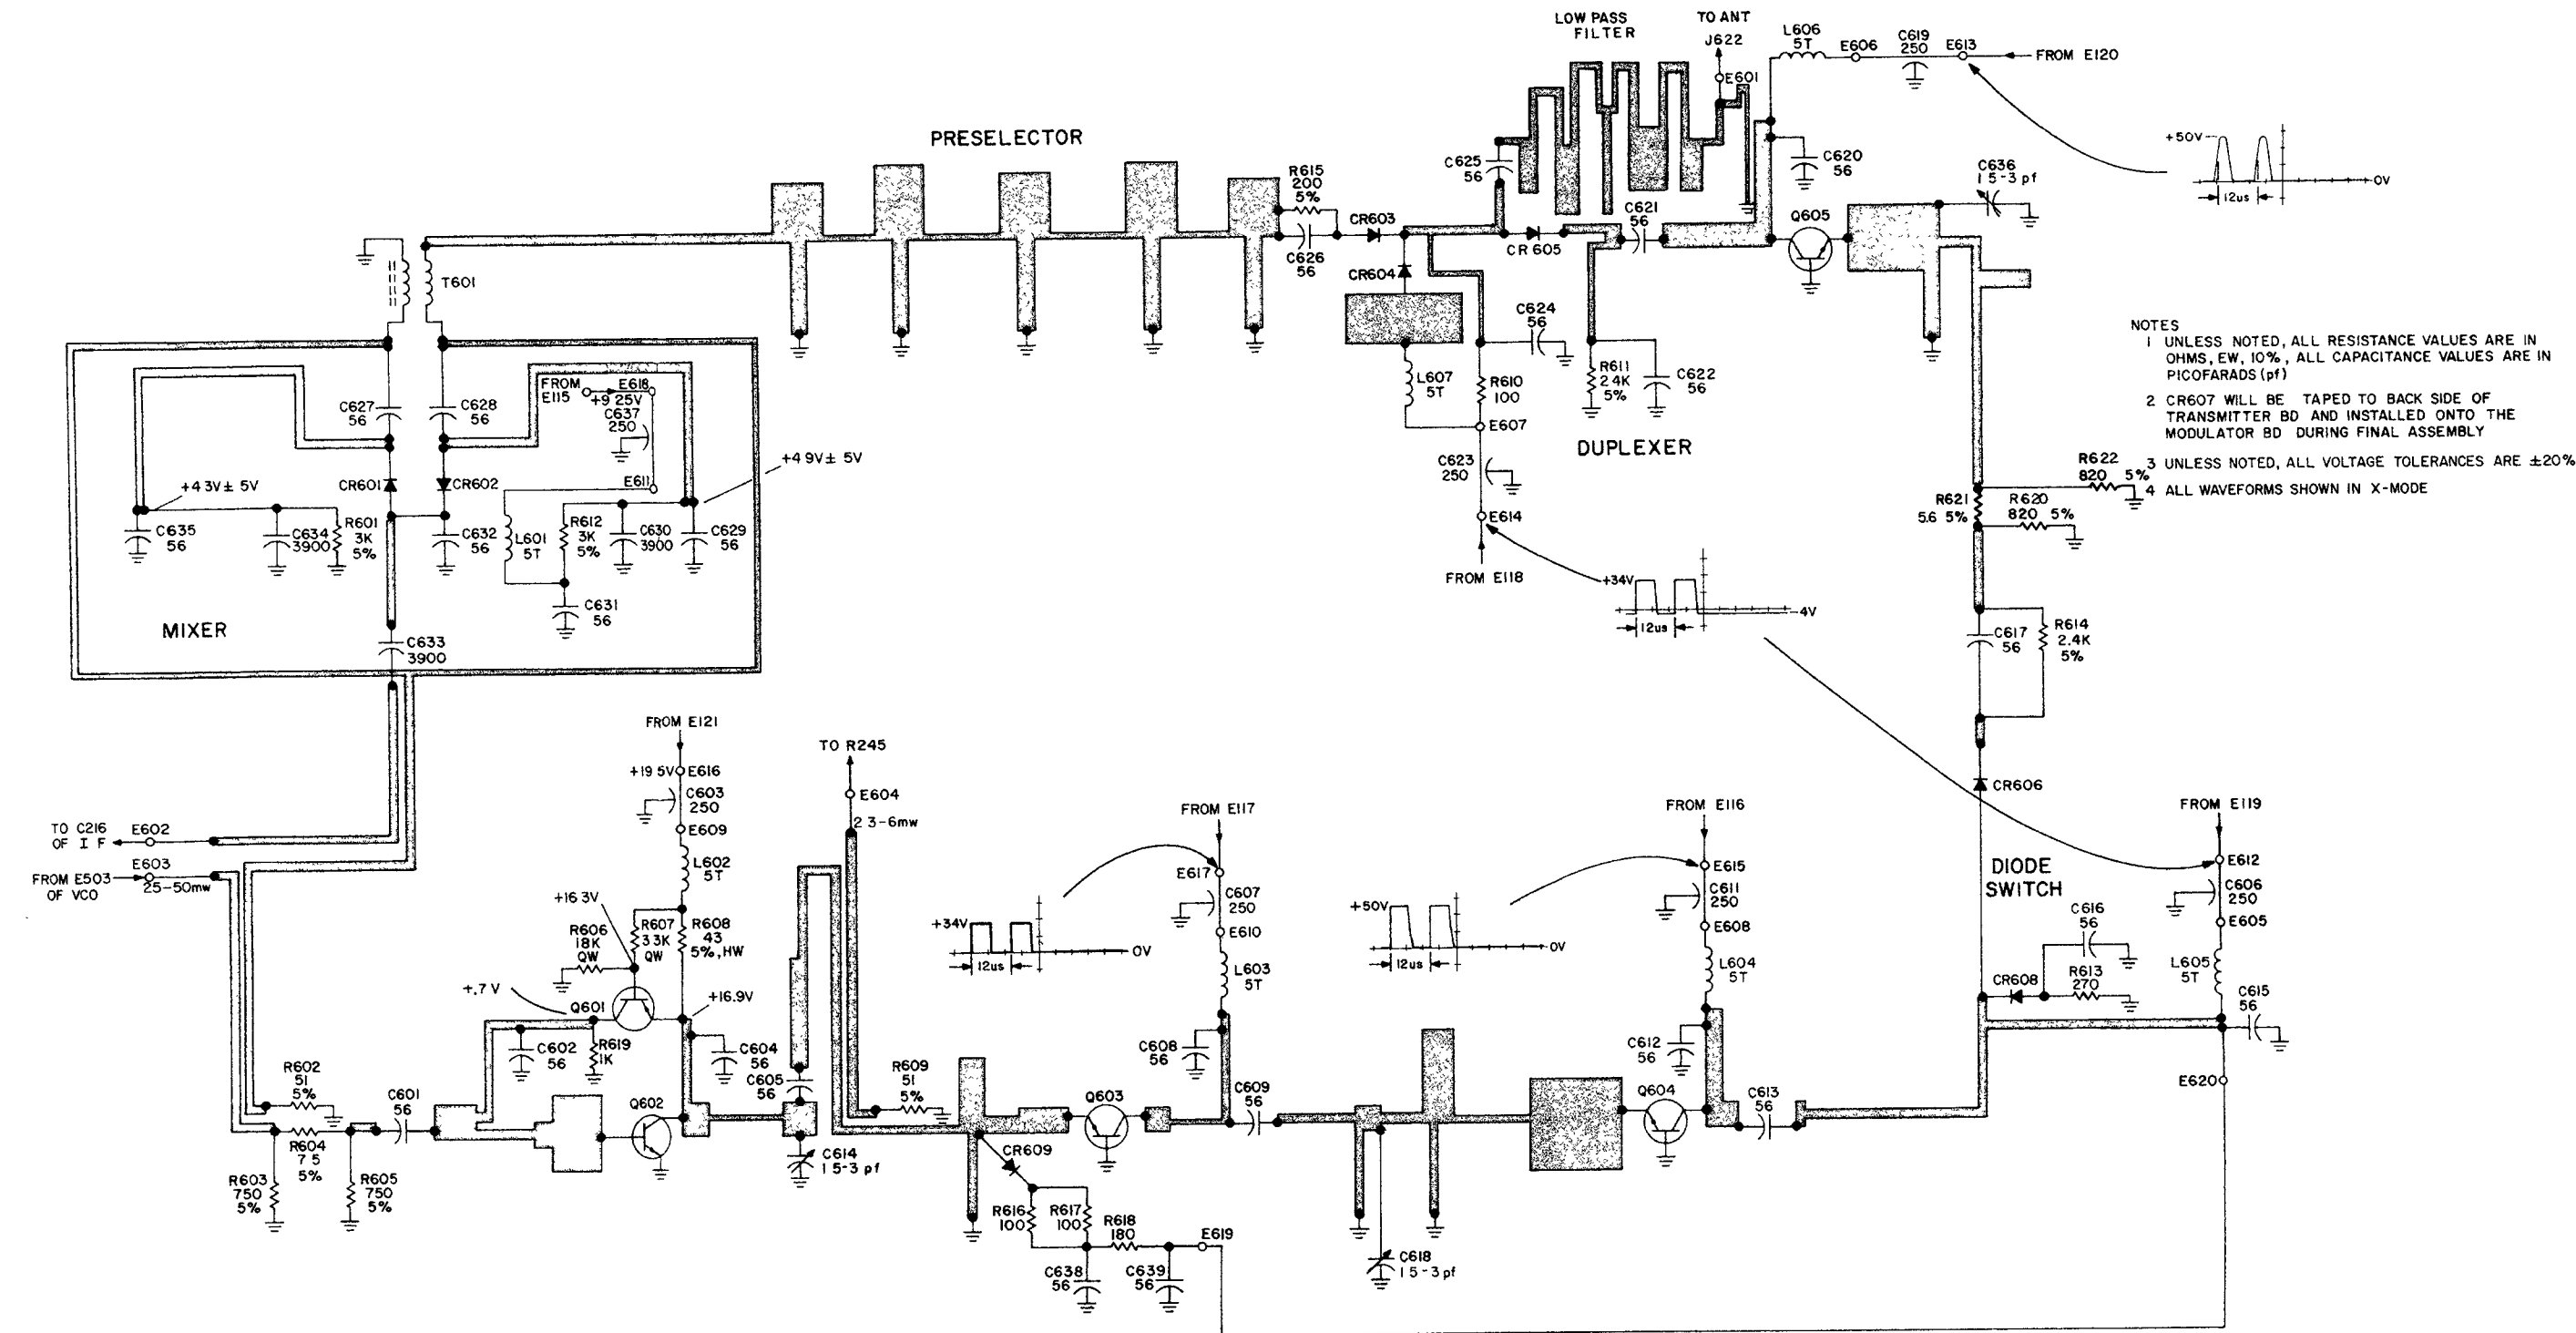 LOW PASS
FILTER
TO ANT
J622
E601
L606
5T
E606
C619
250
E613
FROM E120
+50V
0V
12us
PRESELECTOR
R615
200
5%
C626
56
CR603
CR604
C625
56
CR 605
C621
56
C620
56
Q605
C636
1 5-3 pf
T601
C624
56
L607
5T
R610
100
R611
2 4K
5%
C622
56
E607
DUPLEXER
C623
250
E614
FROM E118
+34V
-4V
12us
NOTES
1 UNLESS NOTED, ALL RESISTANCE VALUES ARE IN
OHMS, EW, 10%, ALL CAPACITANCE VALUES ARE IN
PICOFARADS (pf)
2 CR607 WILL BE TAPED TO BACK SIDE OF
TRANSMITTER BD AND INSTALLED ONTO THE
MODULATOR BD DURING FINAL ASSEMBLY
3 UNLESS NOTED, ALL VOLTAGE TOLERANCES ARE ±20%
4 ALL WAVEFORMS SHOWN IN X-MODE
R622
820 5%
R621
5.6 5%
R620
820 5%
C617
56
R614
2.4K
5%
CR606
C627
56
C628
56
FROM
E115
E618
+9 25V
C637
250
E611
+4 9V± 5V
+4 3V± 5V
CR601
CR602
C635
56
C634
3900
R601
3K
5%
C632
56
L601
5T
R612
3K
5%
C630
3900
C629
56
C631
56
MIXER
C633
3900
TO C216
OF I F
E602
FROM E503
OF VCO
E603
25-50mw
FROM E121
+19 5V
E616
C603
250
E609
L602
5T
+16 3V
R606
18K
QW
R607
3 3K
QW
R608
43
5%, HW
+.7 V
Q601
+16.9V
C602
56
R619
1K
C604
56
C605
56
Q602
R602
51
5%
C601
56
R604
7 5
5%
R603
750
5%
R605
750
5%
C614
1 5-3 pf
TO R245
E604
2 3-6mw
R609
51
5%
+34V
0V
12us
FROM E117
E617
C607
250
E610
L603
5T
C608
56
Q603
C609
56
CR609
R616
100
R617
100
R618
180
E619
C638
56
C639
56
+50V
0V
12us
FROM E116
E615
C611
250
E608
L604
5T
C612
56
Q604
C613
56
C618
1 5-3 pf
DIODE
SWITCH
FROM E119
E612
C606
250
E605
L605
5T
C616
56
CR608
R613
270
C615
56
E620